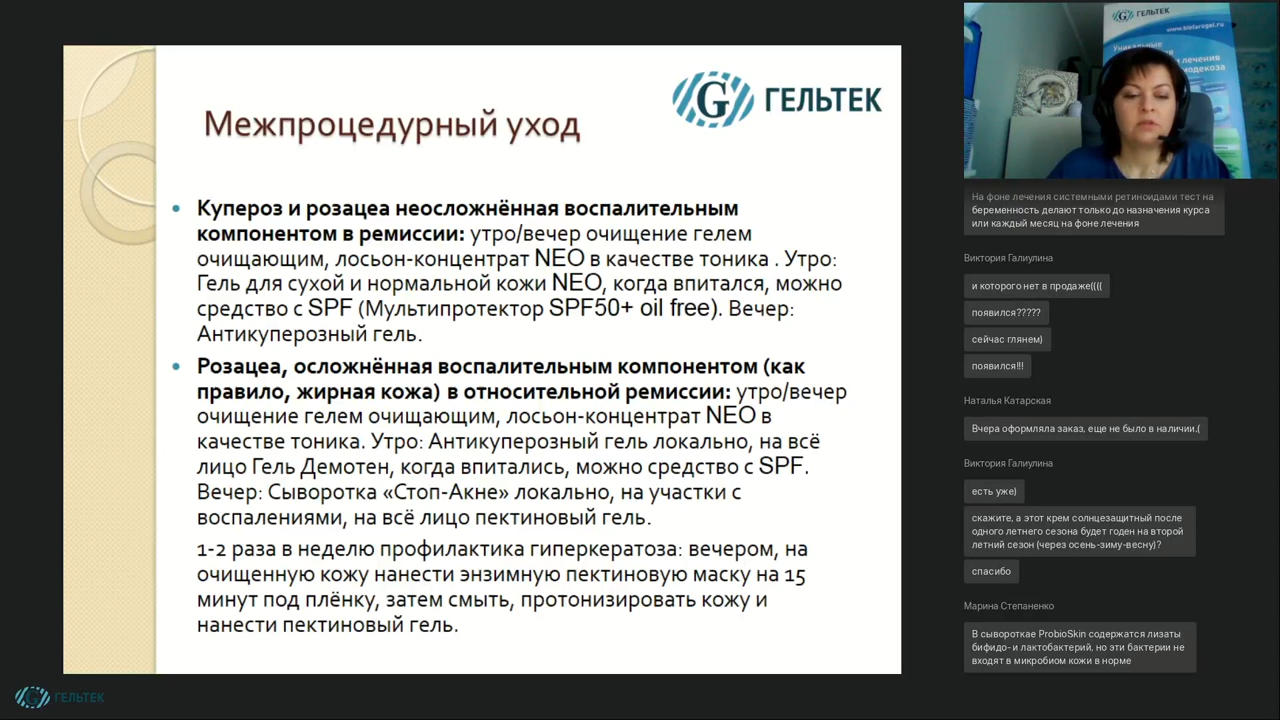 ГЕЛЬТЕК
Межпроцедурный уход
• Купероз и розацеа неосложнённая воспалительным
компонентом в ремиссии: утро/вечер очищение гелем
очищающим, лосьон-концентрат NEO в качестве тоника . Утро:
Гель для сухой и нормальной кожи NEO, когда впитался, можно
средство с SPF (Мультипротектор SPF50+ oil free). Вечер:
Антикуперозный гель.
• Розацеа, осложнённая воспалительным компонентом (как
правило, жирная кожа) в относительной ремиссии: утро/вечер
очищение гелем очищающим, лосьон-концентрат NEO в
качестве тоника. Утро: Антикуперозный гель локально, на всё
лицо Гель Демотен, когда впитались, можно средство с SPF.
Вечер: Сыворотка «Стоп-Акне» локально, на участки с
воспалениями, на всё лицо пектиновый гель.
1-2 раза в неделю профилактика гиперкератоза: вечером, на
очищенную кожу нанести энзимную пектиновую маску на 15
минут под плёнку, затем смыть, протонизировать кожу и
нанести пектиновый гель.
ГЕЛЬТЕК
ГЕЛЬТЕК
www.biofarogel.ru
Уникальные
лечения
модекоза
На фоне лечения системными ретиноидами тест на
беременность делают только до назначения курса
или каждый месяц на фоне лечения
Виктория Галиулина
и которого нет в продаже((((
появился?????
сейчас глянем)
появился!!!
Наталья Катарская
Вчера оформляла заказ, еще не было в наличии.(
Виктория Галиулина
есть уже)
скажите, а этот крем солнцезащитный после
одного летнего сезона будет годен на второй
летний сезон (через осень-зиму-весну)?
спасибо
Марина Степаненко
В сывороткае ProbioSkin содержатся лизаты
бифидо- и лактобактерий, но эти бактерии не
входят в микробиом кожи в норме